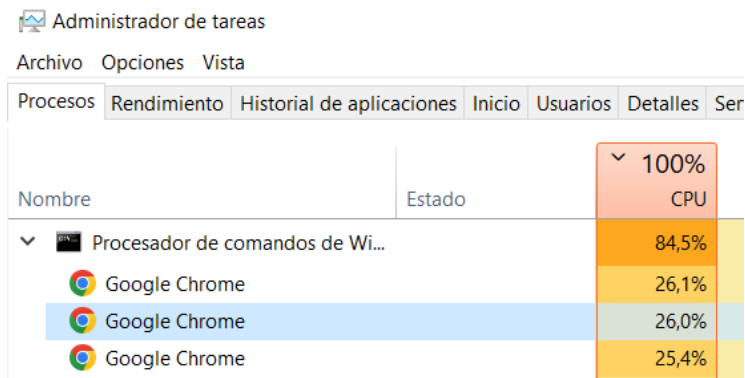 Administrador de tareas
Archivo Opciones Vista
Procesos Rendimiento Historial de aplicaciones Inicio Usuarios Detalles Ser
100%
Nombre Estado CPU
Procesador de comandos de Wi... 84,5%
Google Chrome 26,1%
Google Chrome 26,0%
Google Chrome 25,4%